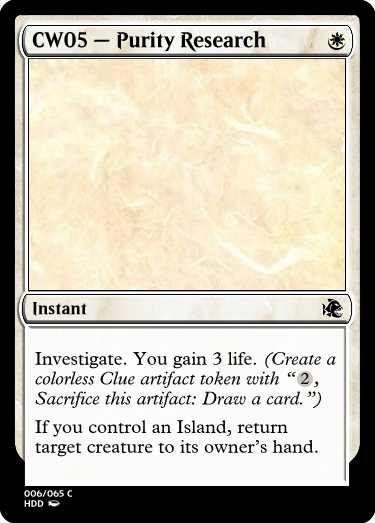 CW05 — Purity Research
Instant
Investigate. You gain 3 life. (Create a
colorless Clue artifact token with “2,
Sacrifice this artifact: Draw a card.”)
If you control an Island, return
target creature to its owner's hand.
006/065 C
HDD